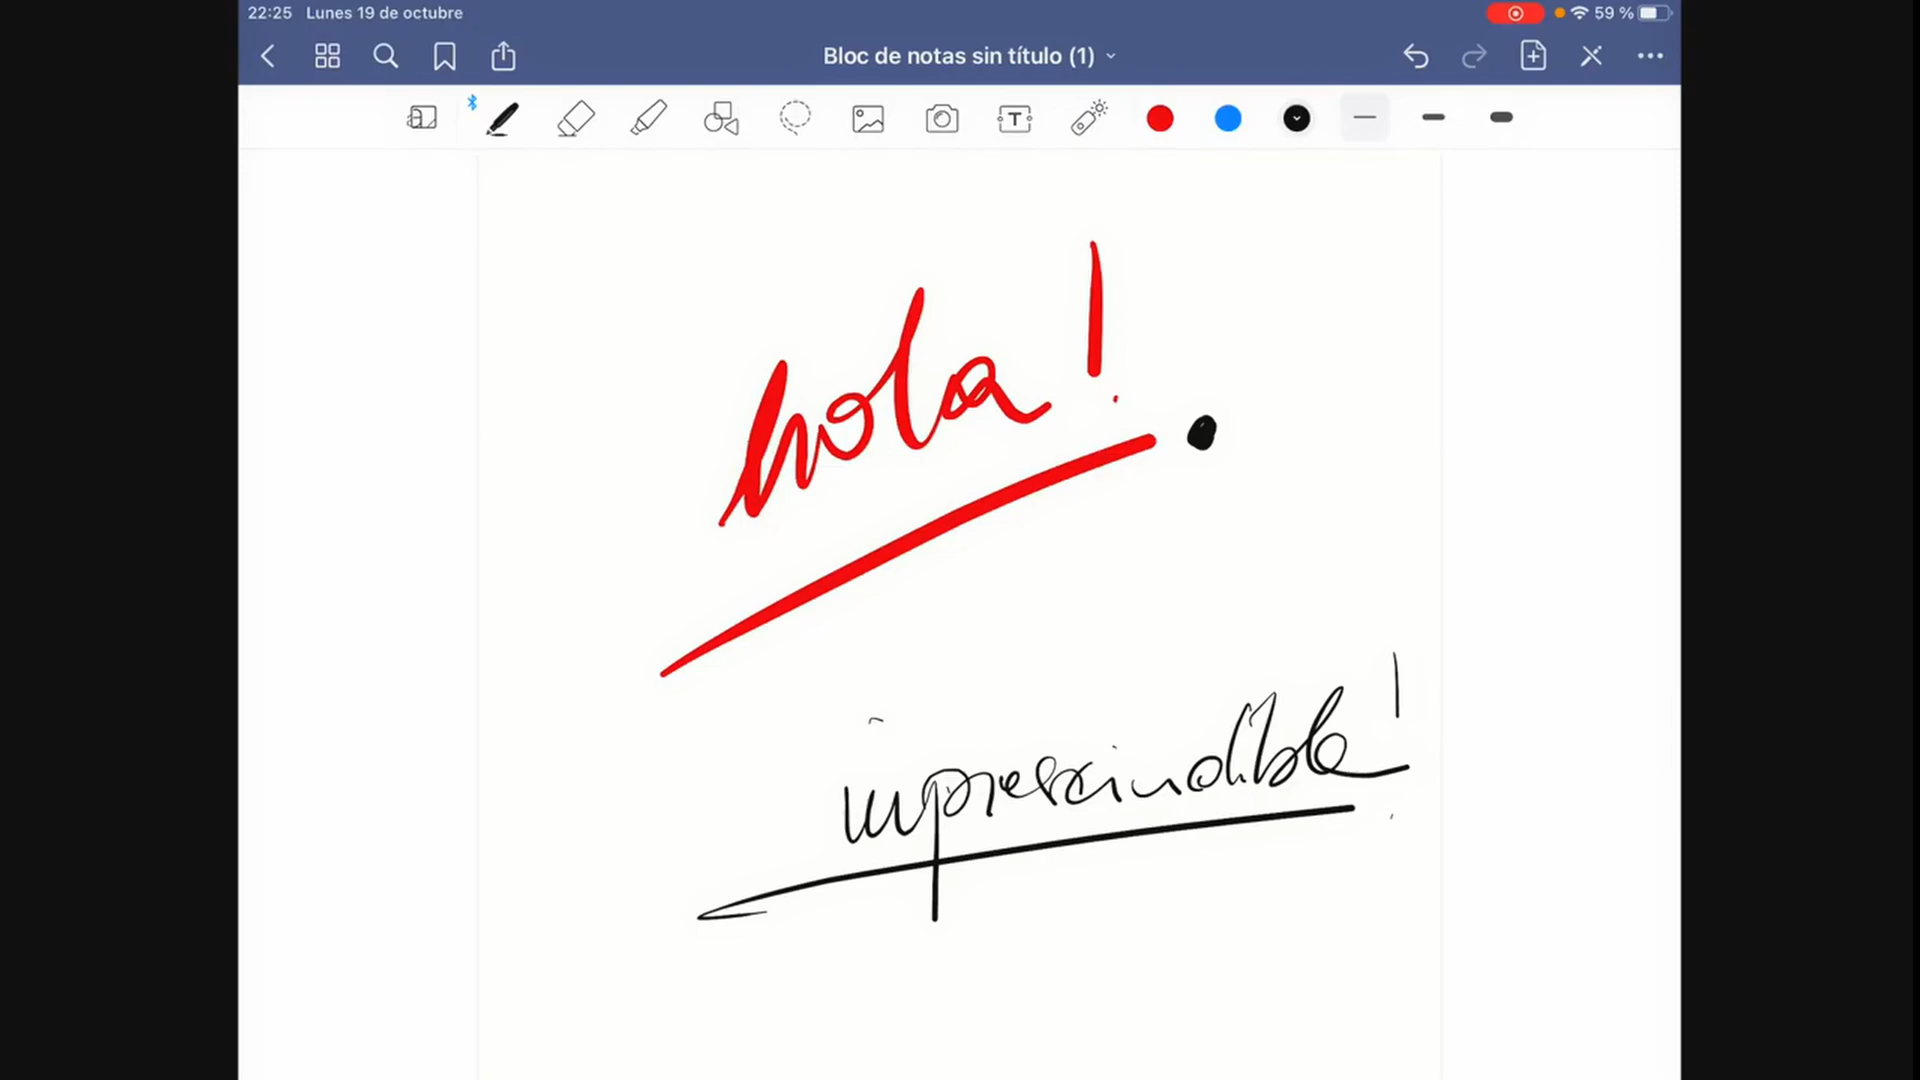 22:25 Lunes 19 de octubre 59 %
Bloc de notas sin título (1)
T
hola!
imprescindible!